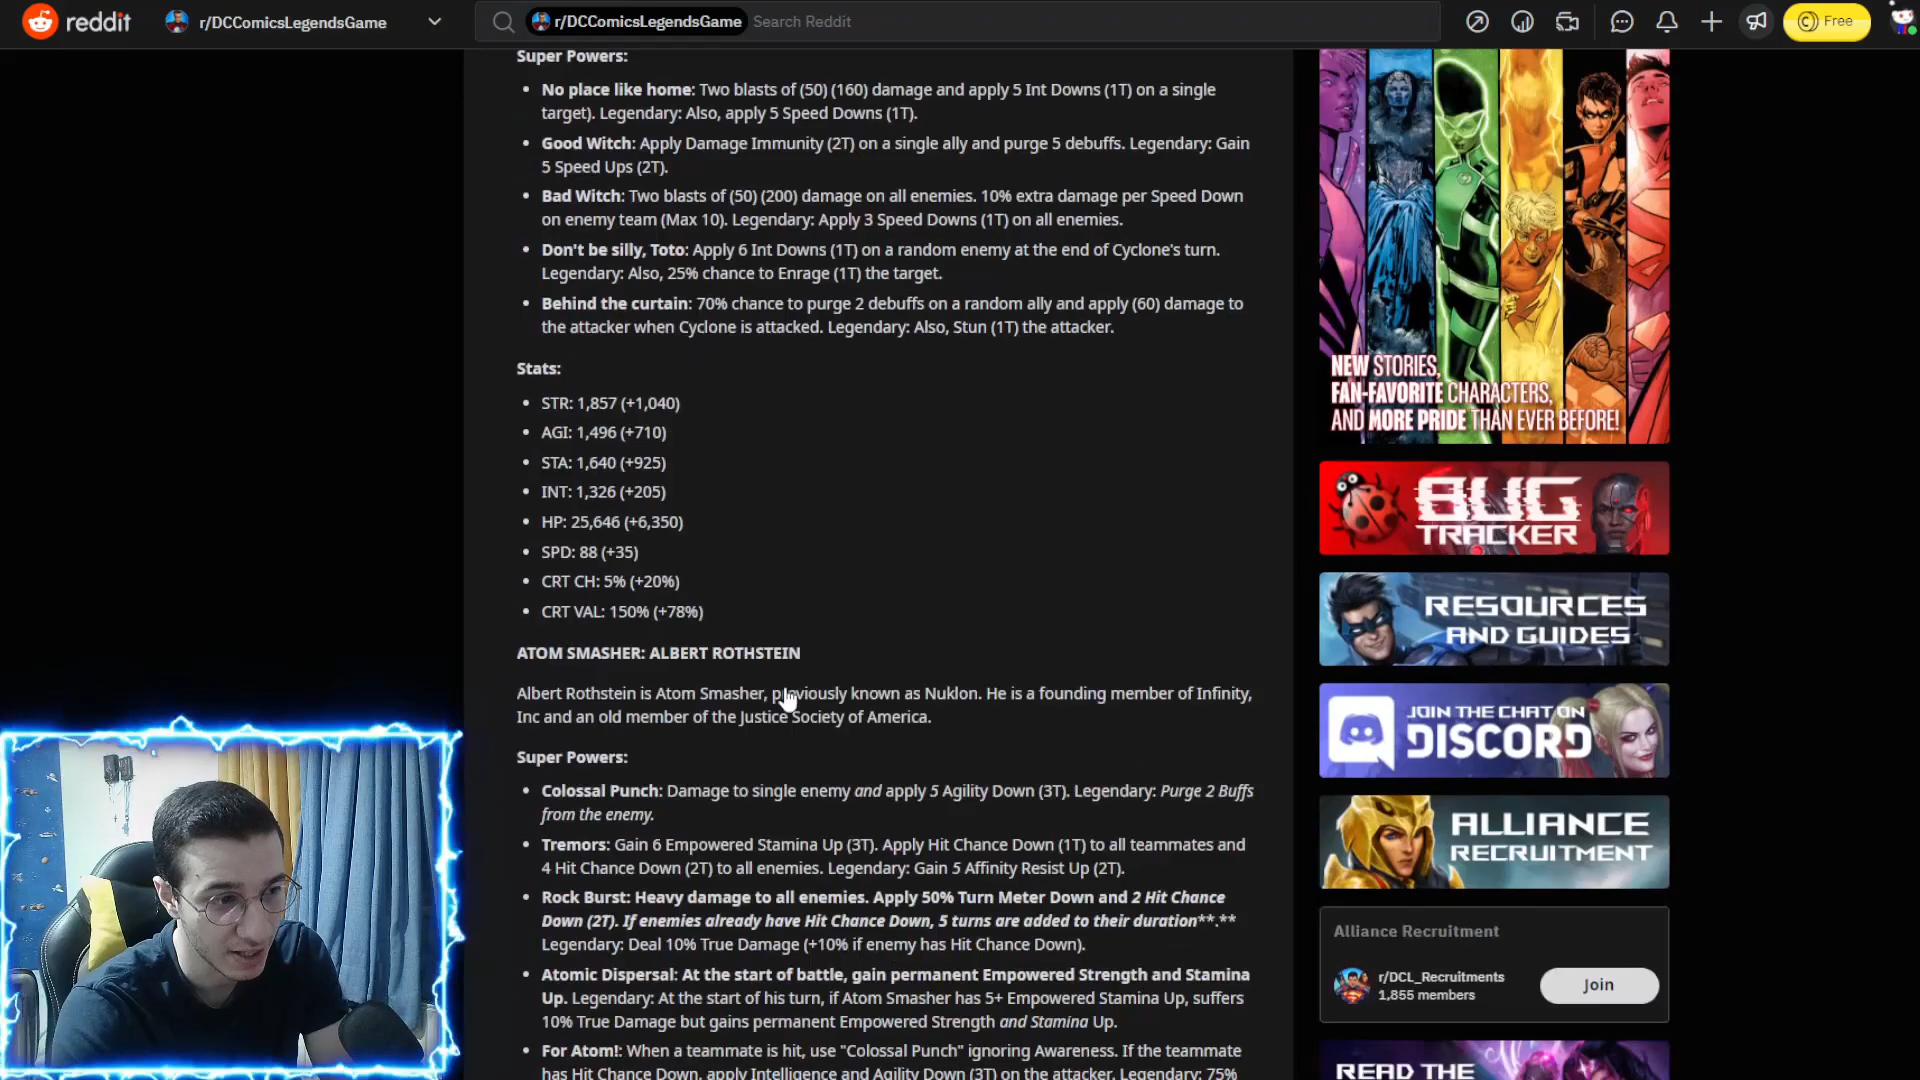 reddit
r/DCComicsLegendsGame
r/DCComicsLegendsGame
Search Reddit
Free
Super Powers:
No place like home: Two blasts of (50) (160) damage and apply 5 Int Downs (1T) on a single
target). Legendary: Also, apply 5 Speed Downs (1T).
Good Witch: Apply Damage Immunity (2T) on a single ally and purge 5 debuffs. Legendary: Gain
5 Speed Ups (2T).
Bad Witch: Two blasts of (50) (200) damage on all enemies. 10% extra damage per Speed Down
on enemy team (Max 10). Legendary: Apply 3 Speed Downs (1T) on all enemies.
Don't be silly, Toto: Apply 6 Int Downs (1T) on a random enemy at the end of Cyclone's turn.
Legendary: Also, 25% chance to Enrage (1T) the target.
Behind the curtain: 70% chance to purge 2 debuffs on a random ally and apply (60) damage to
the attacker when Cyclone is attacked. Legendary: Also, Stun (1T) the attacker.
Stats:
STR: 1,857 (+1,040)
AGI: 1,496 (+710)
STA: 1,640 (+925)
INT: 1,326 (+205)
HP: 25,646 (+6,350)
SPD: 88 (+35)
CRT CH: 5% (+20%)
CRT VAL: 150% (+78%)
ATOM SMASHER: ALBERT ROTHSTEIN
Albert Rothstein is Atom Smasher, previously known as Nuklon. He is a founding member of Infinity,
Inc and an old member of the Justice Society of America.
Super Powers:
Colossal Punch: Damage to single enemy and apply 5 Agility Down (3T). Legendary: Purge 2 Buffs
from the enemy.
Tremors: Gain 6 Empowered Stamina Up (3T). Apply Hit Chance Down (1T) to all teammates and
4 Hit Chance Down (2T) to all enemies. Legendary: Gain 5 Affinity Resist Up (2T).
Rock Burst: Heavy damage to all enemies. Apply 50% Turn Meter Down and 2 Hit Chance
Down (2T). If enemies already have Hit Chance Down, 5 turns are added to their duration**.**
Legendary: Deal 10% True Damage (+10% if enemy has Hit Chance Down).
Atomic Dispersal: At the start of battle, gain permanent Empowered Strength and Stamina
Up. Legendary: At the start of his turn, if Atom Smasher has 5+ Empowered Stamina Up, suffers
10% True Damage but gains permanent Empowered Strength and Stamina Up.
For Atom!: When a teammate is hit, use "Colossal Punch" ignoring Awareness. If the teammate
has Hit Chance Down, apply Intelligence and Agility Down (3T) on the attacker. Legendary: 75%
NEW STORIES,
FAN-FAVORITE CHARACTERS,
AND MORE PRIDE THAN EVER BEFORE!
BUG
TRACKER
RESOURCES
AND GUIDES
JOIN THE CHAT ON
DISCORD
ALLIANCE
RECRUITMENT
Alliance Recruitment
r/DCL_Recruitments
1,855 members
Join
READ THE